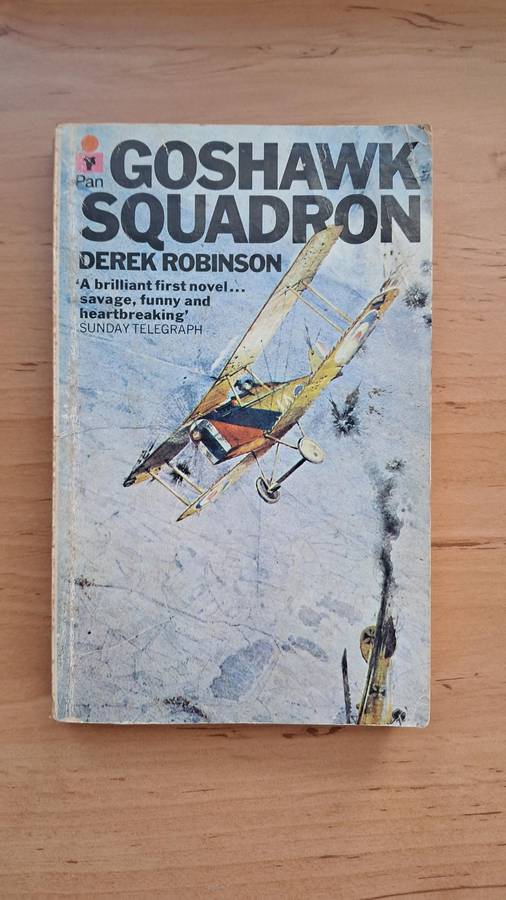 Pan
GOSHAWK
SQUADRON
DEREK ROBINSON
‘A brilliant first novel...
savage, funny and
heartbreaking’
SUNDAY TELEGRAPH